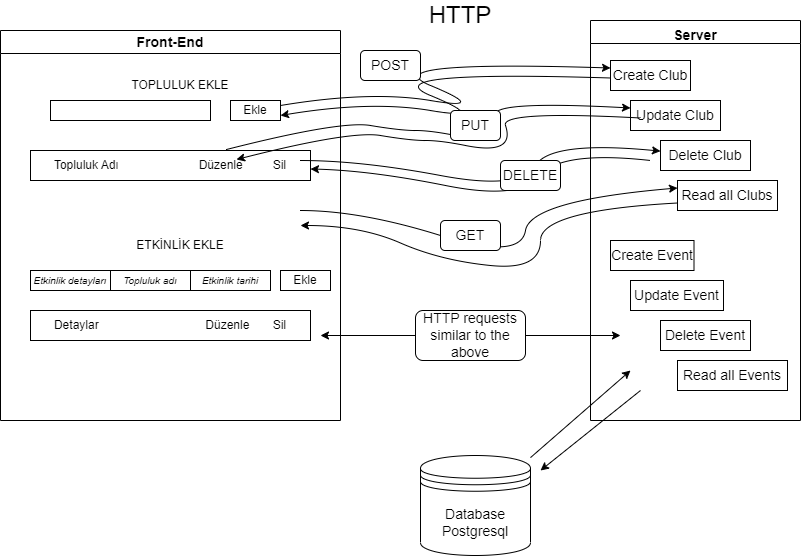 HTTP
Front-End
TOPLULUK EKLE
Ekle
Topluluk Adı
Düzenle
Sil
ETKİNLİK EKLE
Etkinlik detayları
Topluluk adı
Etkinlik tarihi
Ekle
Detaylar
Düzenle
Sil
POST
PUT
DELETE
GET
HTTP requests
similar to the
above
Server
Create Club
Update Club
Delete Club
Read all Clubs
Create Event
Update Event
Delete Event
Read all Events
Database
Postgresql